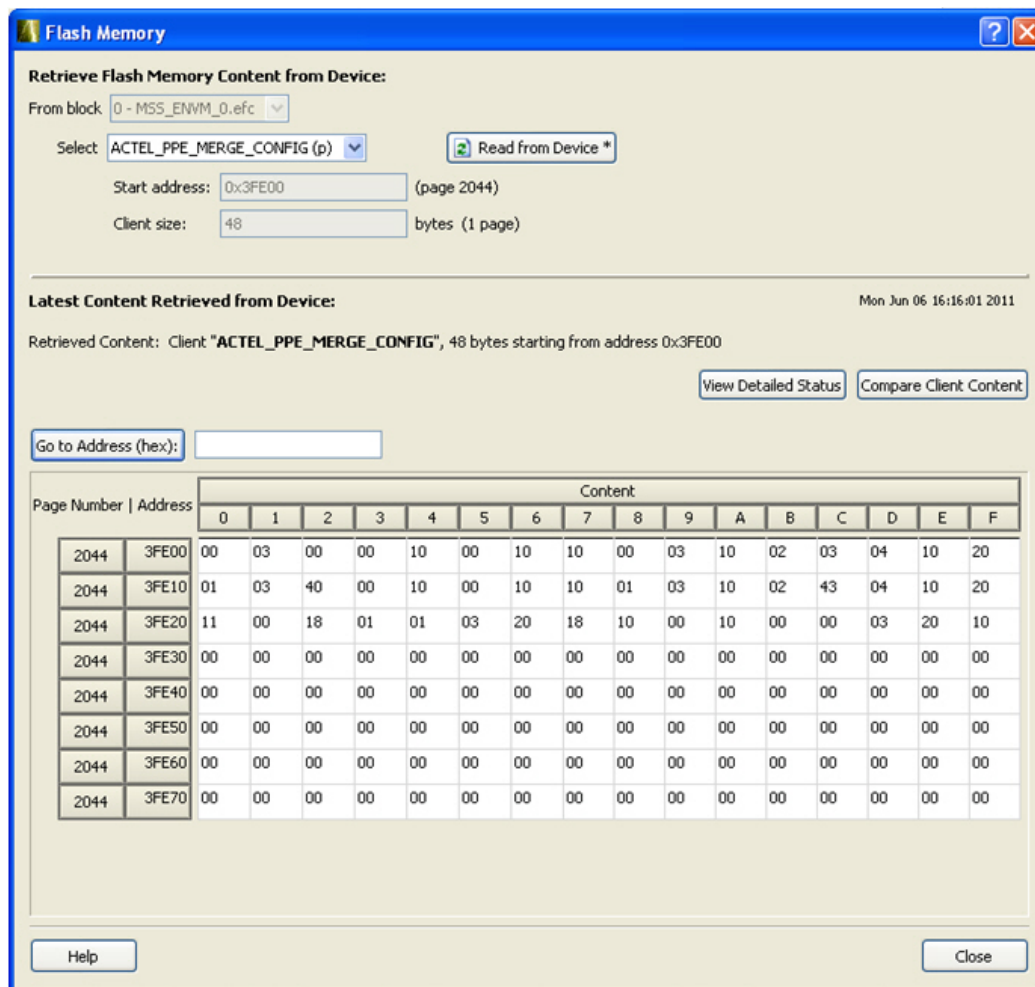 Flash Memory
Retrieve Flash Memory Content from Device:
From block 0 - MSS_ENVM_0.efc
Select ACTEL_PPE_MERGE_CONFIG (p) Read from Device *
Start address: 0x3FE00 (page 2044)
Client size: 48 bytes (1 page)
Latest Content Retrieved from Device: Mon Jun 06 16:16:01 2011
Retrieved Content: Client "ACTEL_PPE_MERGE_CONFIG", 48 bytes starting from address 0x3FE00
View Detailed Status Compare Client Content
Go to Address (hex):
Content
Page Number | Address
0 1 2 3 4 5 6 7 8 9 A B C D E F
2044 3FE00 00 03 00 00 10 00 10 10 00 03 10 02 03 04 10 20
2044 3FE10 01 03 40 00 10 00 10 10 01 03 10 02 43 04 10 20
2044 3FE20 11 00 18 01 01 03 20 18 10 00 10 00 00 03 20 10
2044 3FE30 00 00 00 00 00 00 00 00 00 00 00 00 00 00 00 00
2044 3FE40 00 00 00 00 00 00 00 00 00 00 00 00 00 00 00 00
2044 3FE50 00 00 00 00 00 00 00 00 00 00 00 00 00 00 00 00
2044 3FE60 00 00 00 00 00 00 00 00 00 00 00 00 00 00 00 00
2044 3FE70 00 00 00 00 00 00 00 00 00 00 00 00 00 00 00 00
Help Close